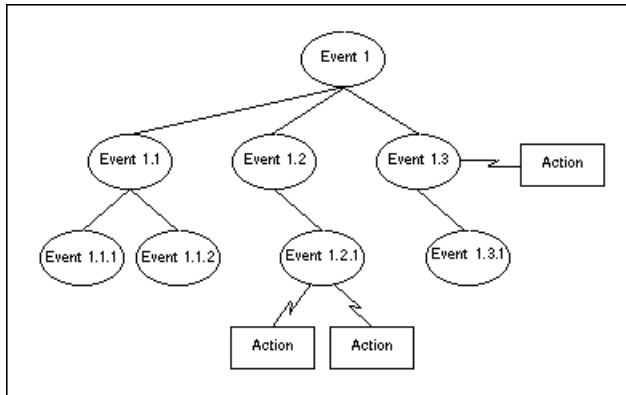 Event 1
Event 1.1
Event 1.2
Event 1.3
Action
Event 1.1.1
Event 1.1.2
Event 1.2.1
Event 1.3.1
Action
Action